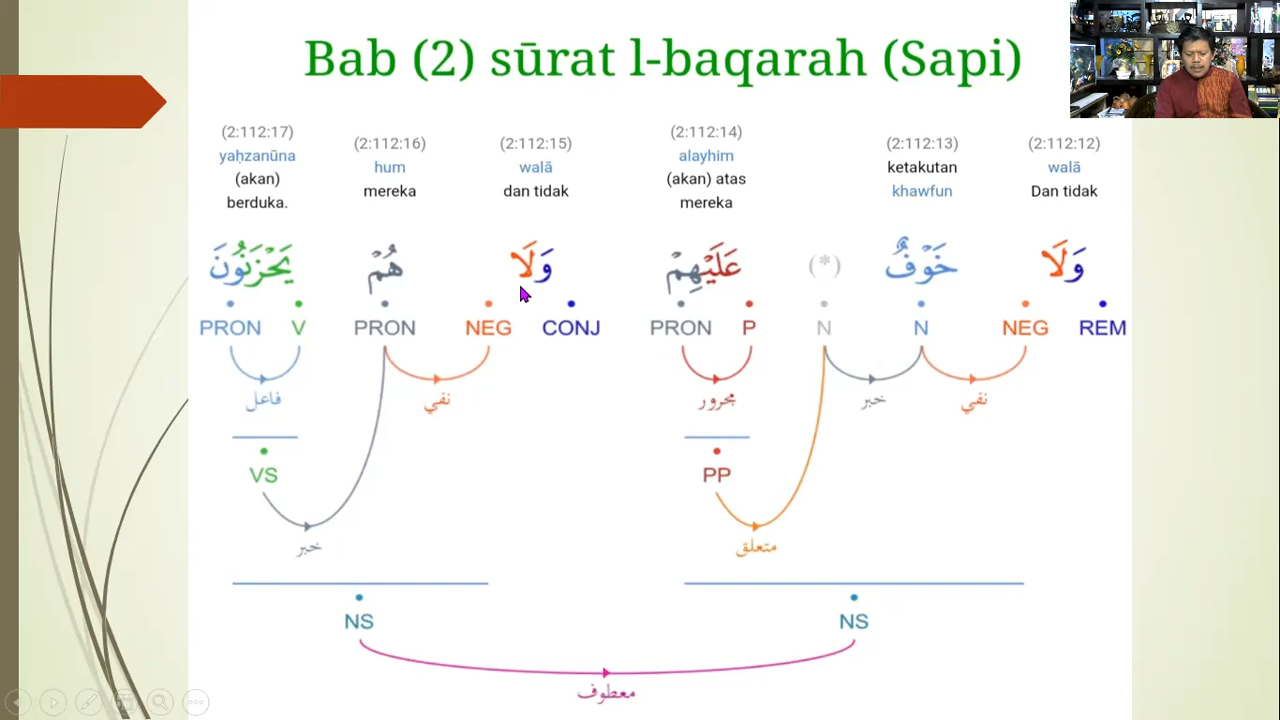 Bab (2) sūrat l-baqarah (Sapi)
(2:112:17) (2:112:16) (2:112:15) (2:112:14) (2:112:13) (2:112:12)
yaḥzanūna hum walā alayhim ketakutan walā
(akan) mereka dan tidak (akan) atas khawfun Dan tidak
berduka. mereka
وَلَا خَوْفٌ (*) عَلَيْهِمْ وَلَا هُمْ يَحْزَنُونَ
PRON V PRON NEG CONJ PRON P N N NEG REM
فاعل نفي مجرور خبر نفي
VS PP
خبر متعلق
NS NS
معطوف